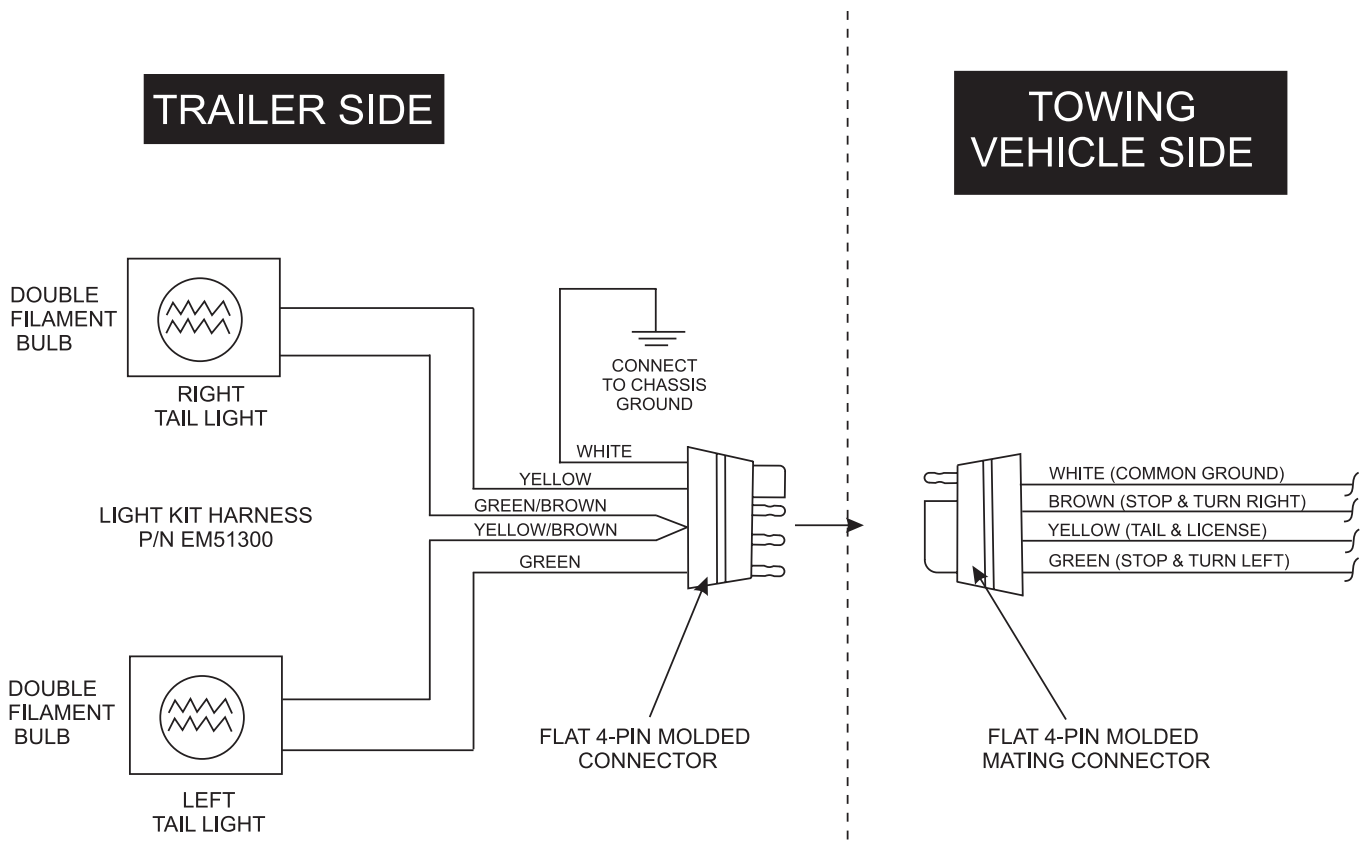 TRAILER SIDE
TOWING
VEHICLE SIDE
DOUBLE
FILAMENT
BULB
RIGHT
TAIL LIGHT
CONNECT
TO CHASSIS
GROUND
WHITE
YELLOW
GREEN/BROWN
YELLOW/BROWN
GREEN
LIGHT KIT HARNESS
P/N EM51300
WHITE (COMMON GROUND)
BROWN (STOP & TURN RIGHT)
YELLOW (TAIL & LICENSE)
GREEN (STOP & TURN LEFT)
DOUBLE
FILAMENT
BULB
LEFT
TAIL LIGHT
FLAT 4-PIN MOLDED
CONNECTOR
FLAT 4-PIN MOLDED
MATING CONNECTOR